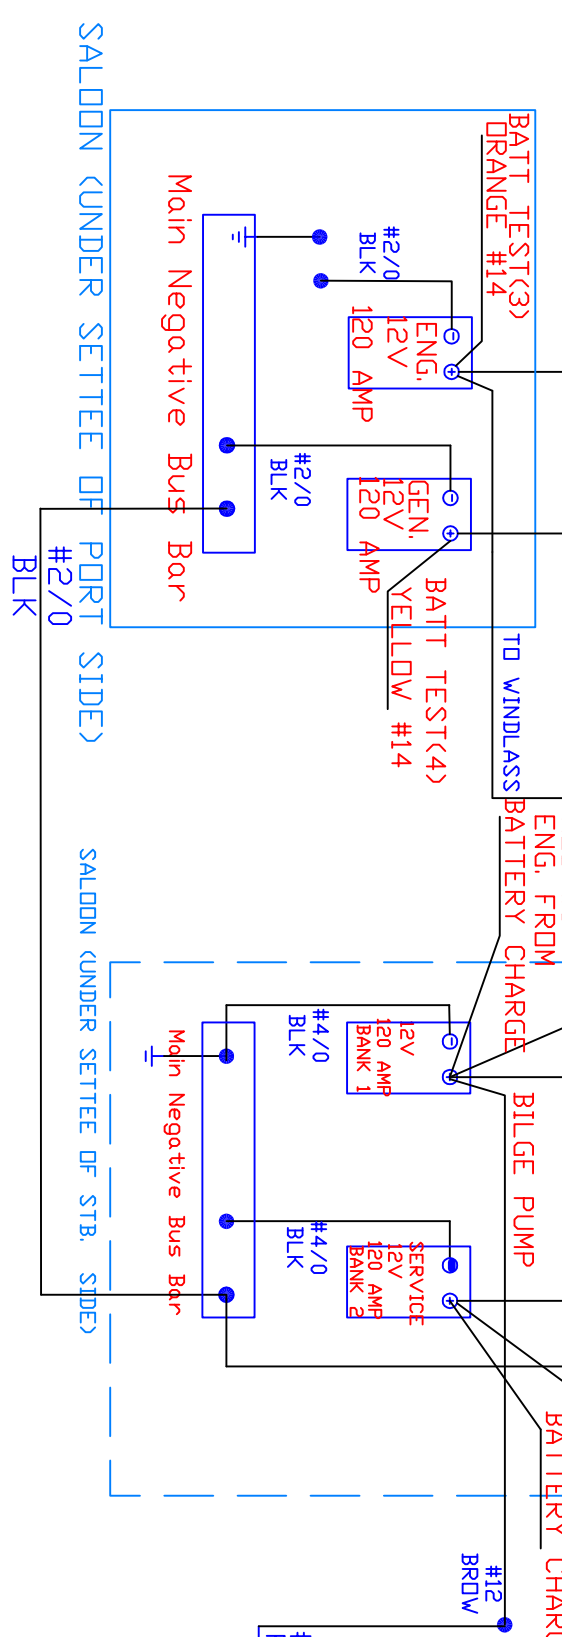 SALOON (UNDER SETTEE OF PORT SIDE)
BATT TEST(3)
ORANGE #14
#2/0
BLK
Main Negative Bus Bar
ENG.
12V
120 AMP
#2/0
BLK
GEN.
12V
120 AMP
#2/0
BLK
BATT TEST(4)
YELLOW #14
TO WINDLASS
ENG. FROM
BATTERY CHARGE
SALOON (UNDER SETTEE OF STB. SIDE)
#4/0
BLK
Main Negative Bus Bar
12V
120 AMP
BANK 1
BILGE PUMP
#4/0
BLK
SERVICE
12V
120 AMP
BANK 2
BATTERY CHARG
#12
BROW
#